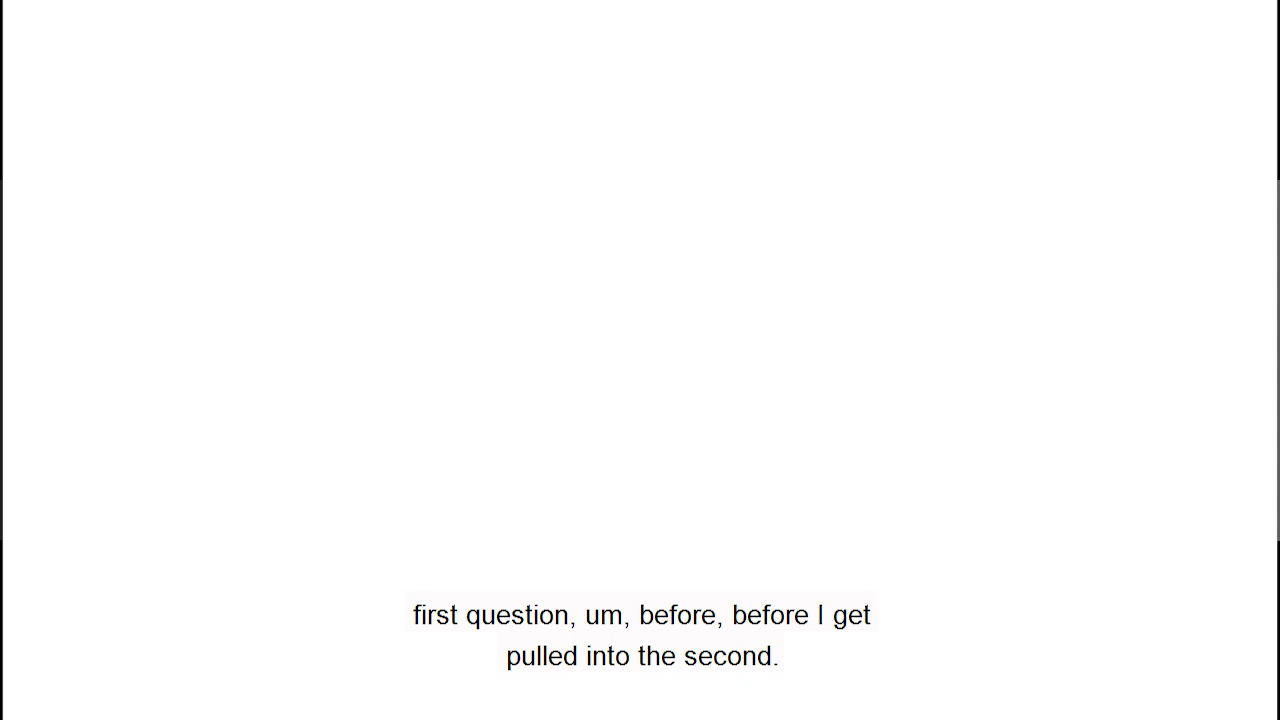 first question, um, before, before I get
pulled into the second.